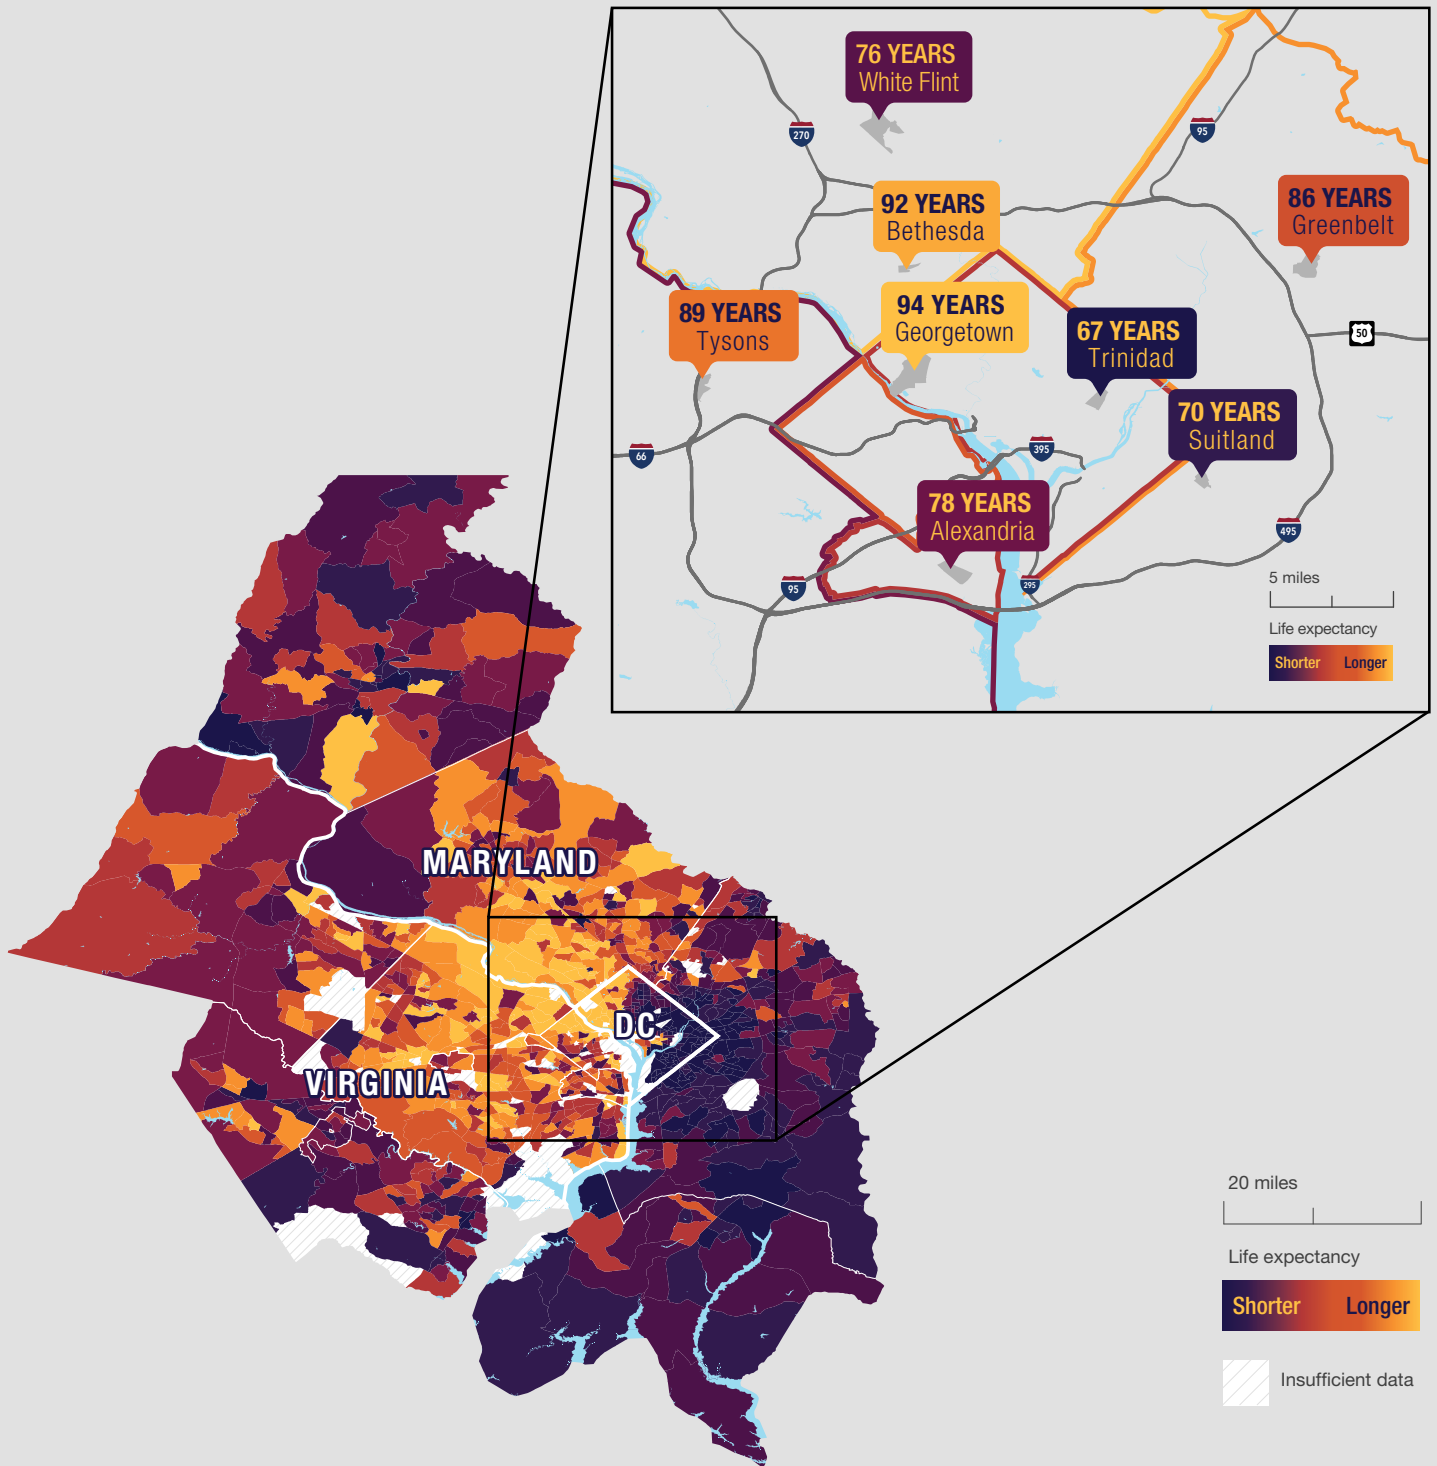 76 YEARS
White Flint
270
95
92 YEARS
Bethesda
86 YEARS
Greenbelt
89 YEARS
Tysons
94 YEARS
Georgetown
67 YEARS
Trinidad
50
70 YEARS
Suitland
66
395
78 YEARS
Alexandria
495
95
295
5 miles
Life expectancy
Shorter Longer
MARYLAND
DC
VIRGINIA
20 miles
Life expectancy
Shorter Longer
Insufficient data